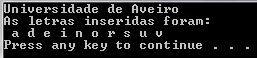 Universidade de Aveiro
As letras inseridas foram:
 a d e i n o r s u v
Press any key to continue . . .